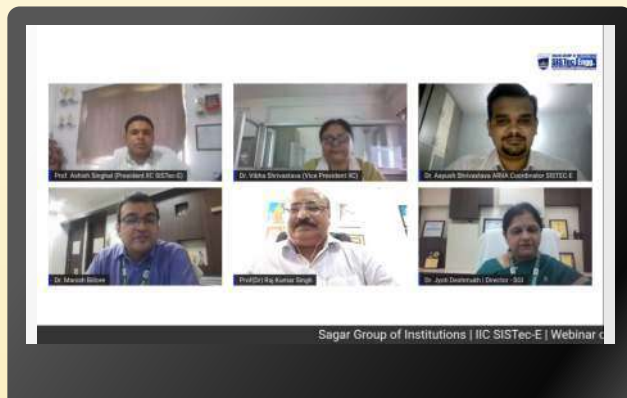 SISTec Engg.
Prof. Ashish Singhal (President IIC SISTec-E)
Dr. Vibha Shrivastava (Vice President IIC)
Dr. Aayush Shrivastava ARIIA Coordinator SISTEC-E
Dr. Manish Billore
Prof(Dr) Raj Kumar Singh
Dr. Jyoti Deshmukh | Director - SGI
Sagar Group of Institutions | IIC SISTec-E | Webinar